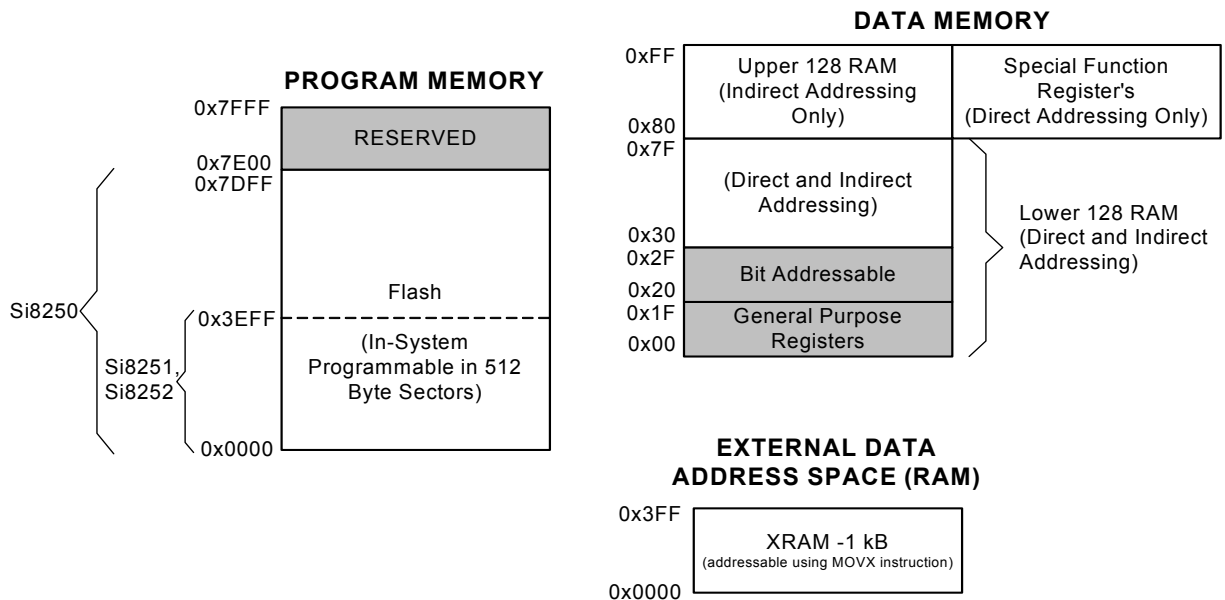 PROGRAM MEMORY
0x7FFF
RESERVED
0x7E00
0x7DFF
Flash
0x3EFF
(In-System
Programmable in 512
Byte Sectors)
0x0000
Si8250
Si8251,
Si8252
DATA MEMORY
0xFF
Upper 128 RAM
(Indirect Addressing
Only)
Special Function
Register's
(Direct Addressing Only)
0x80
0x7F
(Direct and Indirect
Addressing)
0x30
0x2F
Bit Addressable
0x20
0x1F
General Purpose
Registers
0x00
Lower 128 RAM
(Direct and Indirect
Addressing)
EXTERNAL DATA
ADDRESS SPACE (RAM)
0x3FF
XRAM -1 kB
(addressable using MOVX instruction)
0x0000